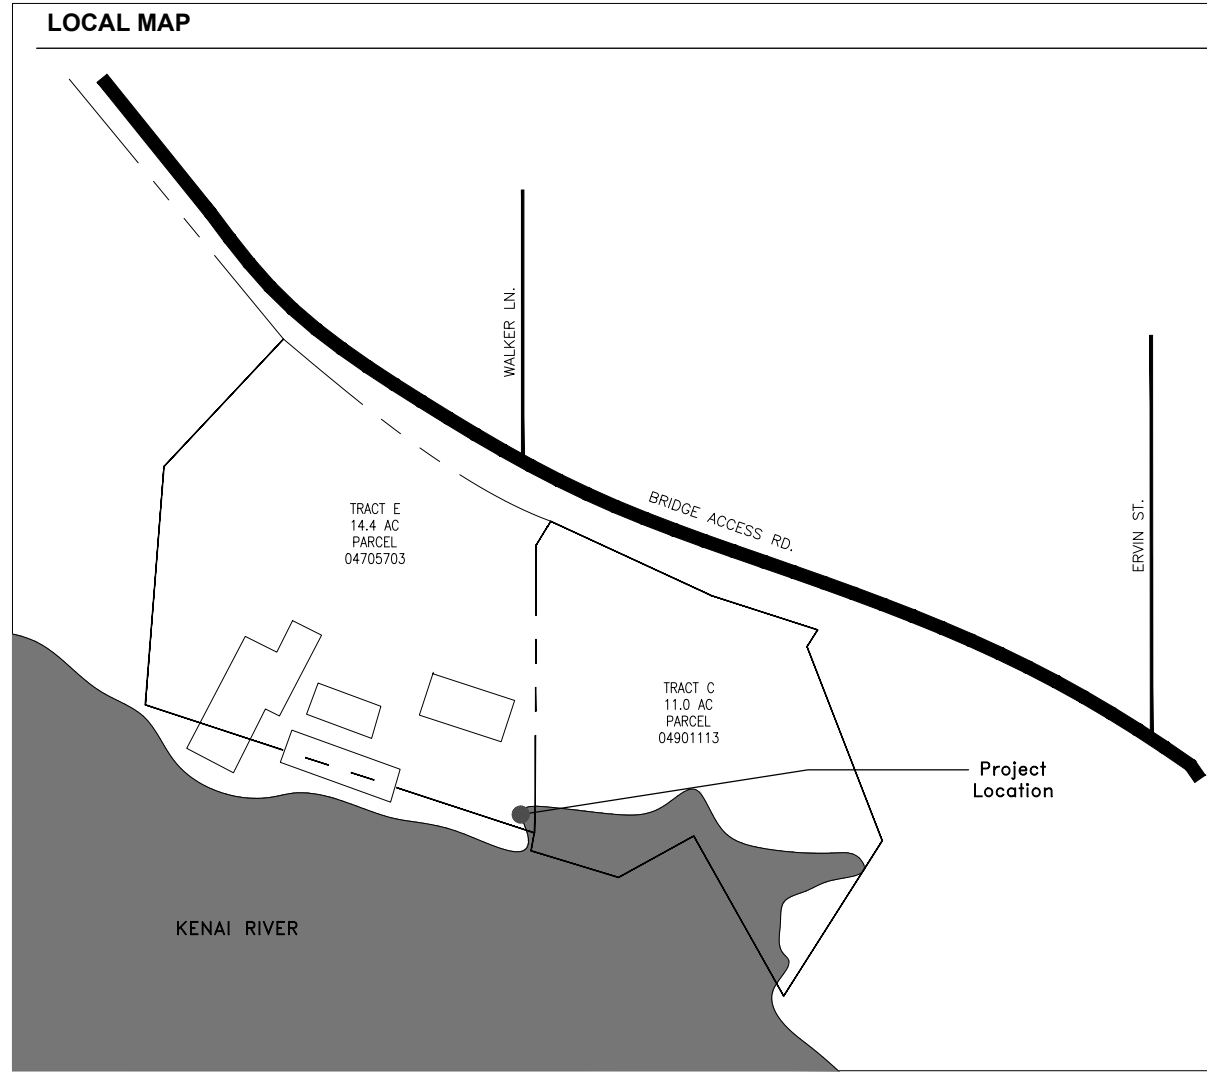 LOCAL MAP
WALKER LN.
BRIDGE ACCESS RD.
ERVIN ST.
TRACT E
14.4 AC
PARCEL
04705703
TRACT C
11.0 AC
PARCEL
04901113
Project
Location
KENAI RIVER